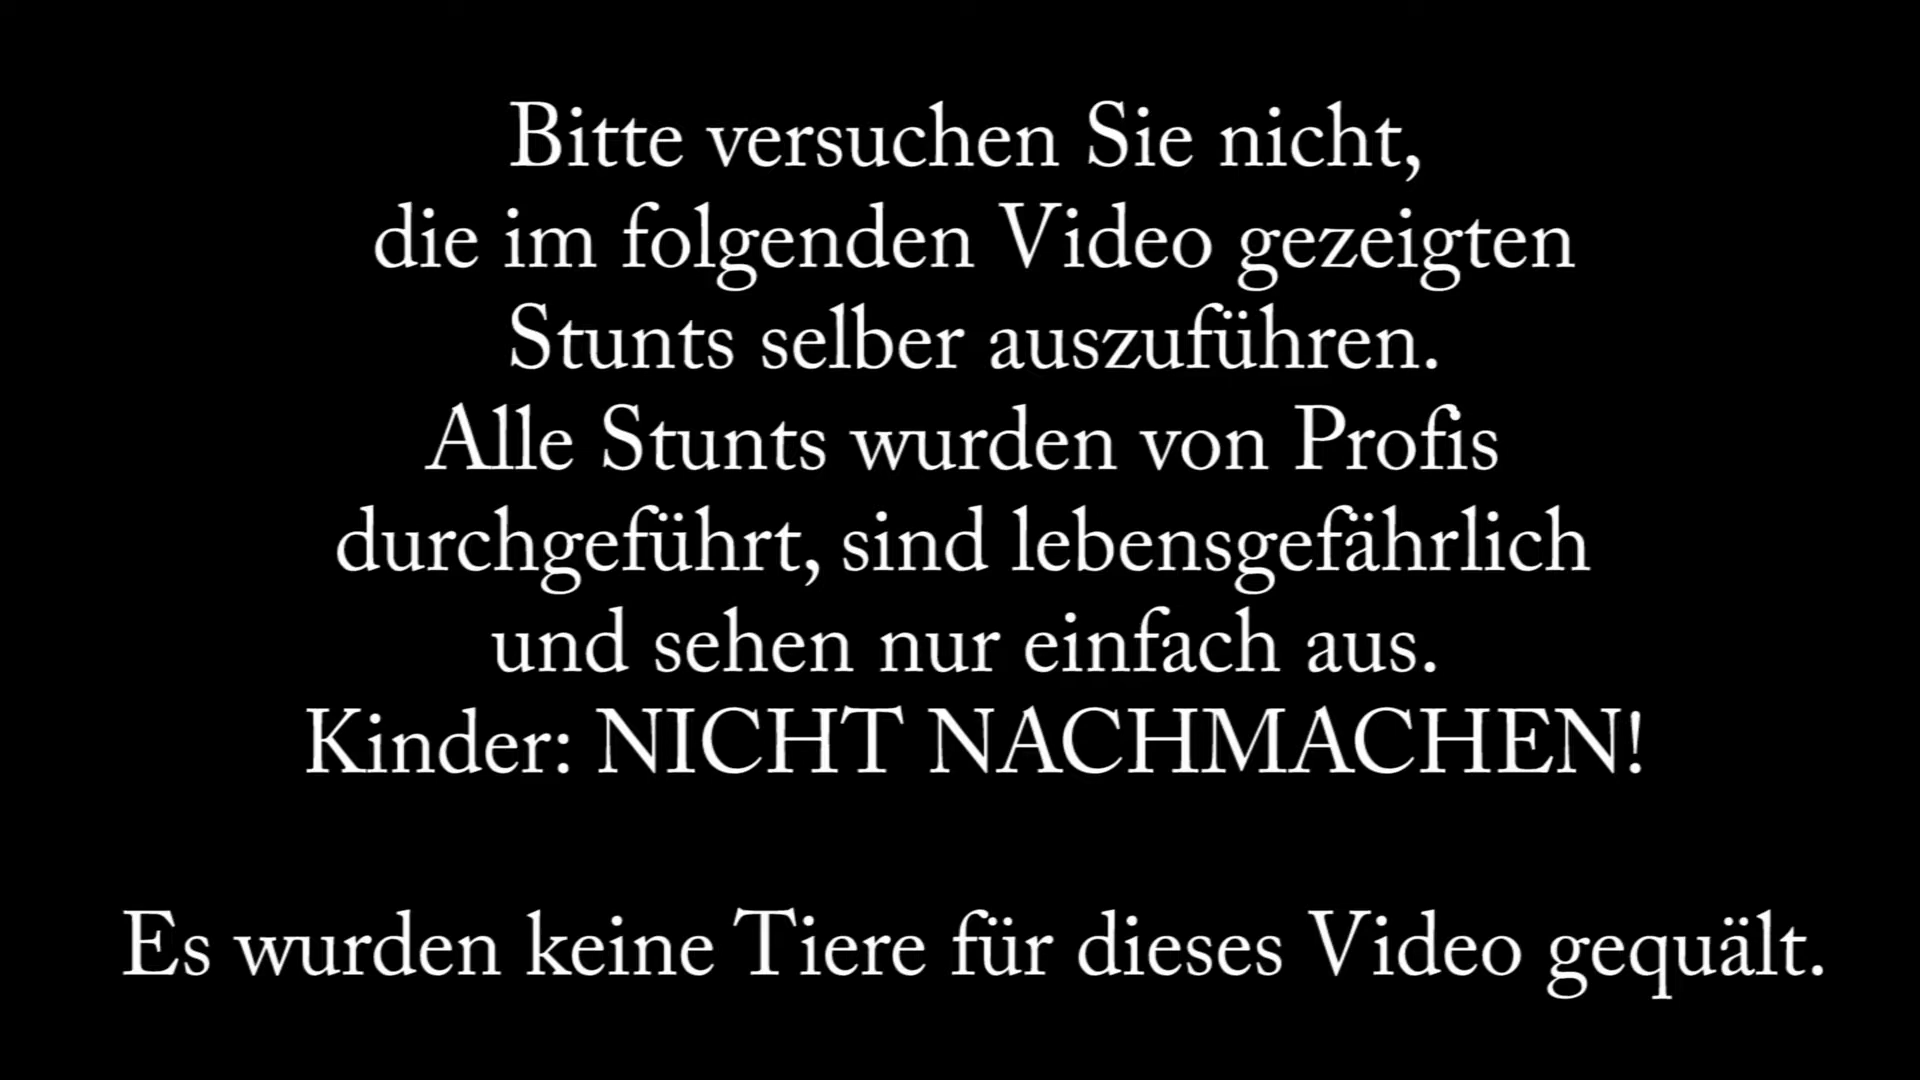 Bitte versuchen Sie nicht,
die im folgenden Video gezeigten
Stunts selber auszuführen.
Alle Stunts wurden von Profis
durchgeführt, sind lebensgefährlich
und sehen nur einfach aus.
Kinder: NICHT NACHMACHEN!
Es wurden keine Tiere für dieses Video gequält.